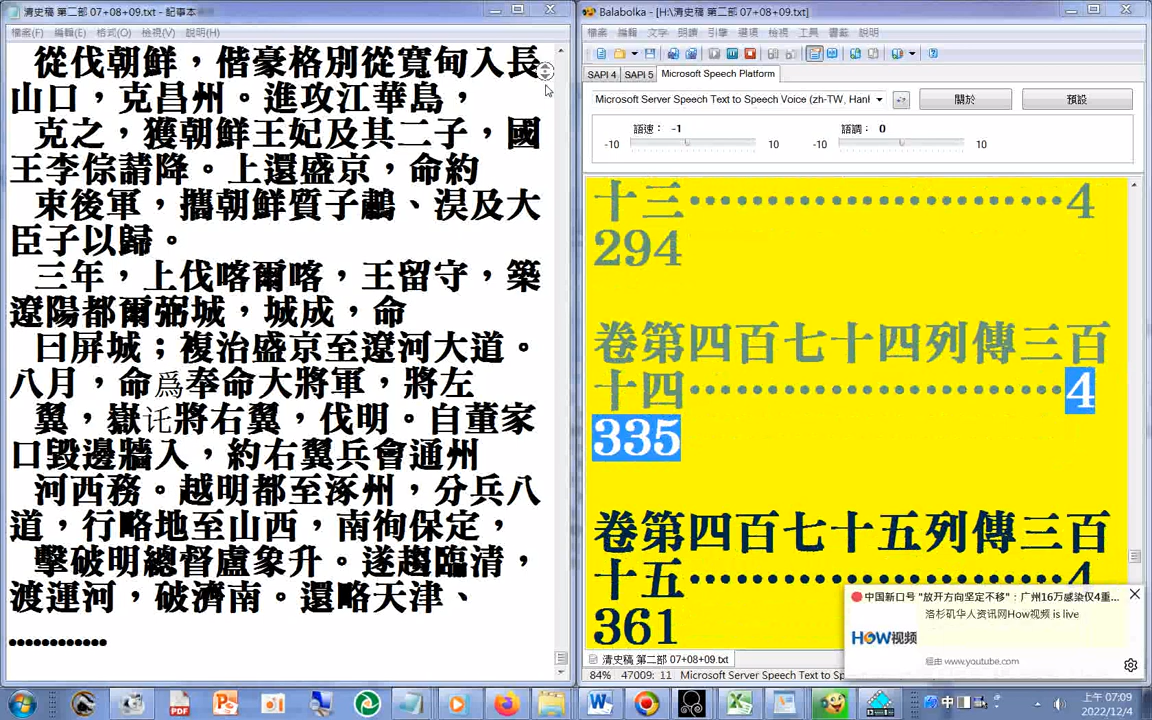 清史稿 第二部 07+08+09.txt - 記事本
檔案(F) 編輯(E) 格式(O) 檢視(V) 說明(H)
從伐朝鮮，偕豪格別從寬甸入長
山口，克昌州。進攻江華島，
克之，獲朝鮮王妃及其二子，國
王李倧請降。上還盛京，命約
束後軍，攜朝鮮質子、淏及大
臣子以歸。
三年，上伐喀爾喀，王留守，築
遼陽都爾弼城，城成，命
曰屏城；複治盛京至遼河大道。
八月，命爲奉命大將軍，將左
翼，嶽讬將右翼，伐明。自董家
口毀邊牆入，約右翼兵會通州
河西務。越明都至涿州，分兵八
道，行略地至山西，南徇保定，
擊破明總督盧象升。遂趨臨清，
渡運河，破濟南。還略天津、
••••••••••••
Balabolka - [H:\清史稿 第二部 07+08+09.txt]
檔案 編輯 文字 朗讀 引擎 選項 檢視 工具 書籤 說明
SAPI 4 SAPI 5 Microsoft Speech Platform
Microsoft Server Speech Text to Speech Voice (zh-TW, Hanl
關於
預設
語速： -1
語調： 0
-10 10 -10 10
十三••••••••••••••••••••••4
294
卷第四百七十四列傳三百
十四••••••••••••••••••••••4
335
卷第四百七十五列傳三百
十五••••••••••••••••••••••4
361
中国新口号 "放开方向坚定不移"：广州16万感染仅4重...
洛杉矶华人资讯网How视频 is live
HOW视频
經由 www.youtube.com
清史稿 第二部 07+08+09.txt
84% 47009: 11 Microsoft Server Speech Text to Sp
中
上午 07:09
2022/12/4